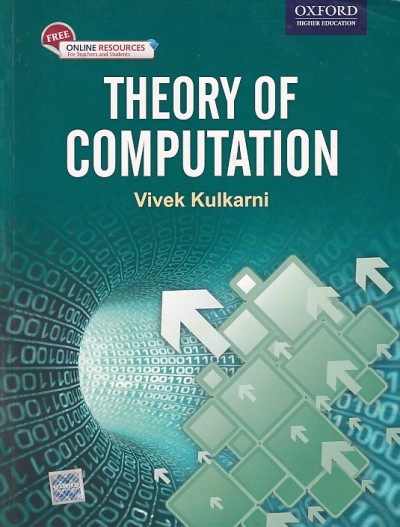 OXFORD
HIGHER EDUCATION
FREE
ONLINE RESOURCES
For Teachers and Students
THEORY OF
COMPUTATION
Vivek Kulkarni